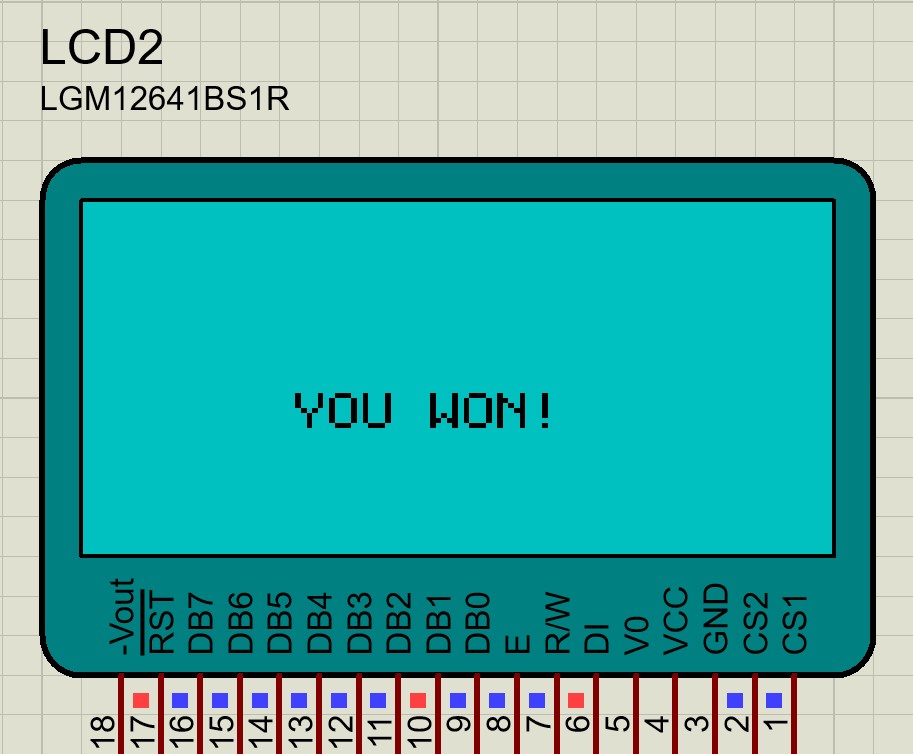 LCD2
LGM12641BS1R
YOU WON!
-Vout RST DB7 DB6 DB5 DB4 DB3 DB2 DB1 DB0 E R/W DI V0 VCC GND CS2 CS1
18 17 16 15 14 13 12 11 10 9 8 7 6 5 4 3 2 1